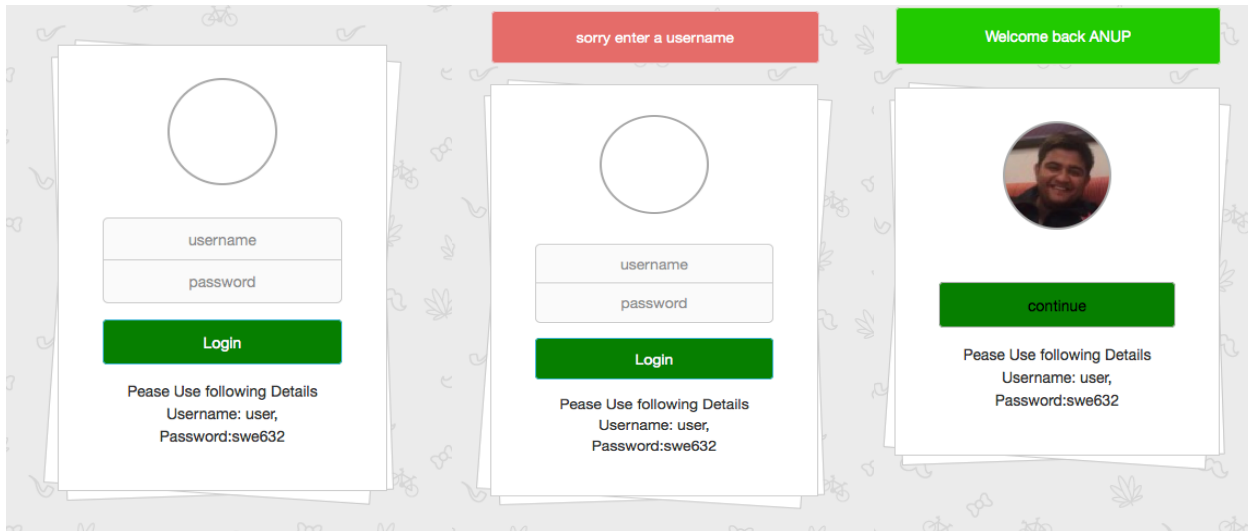 username
password
Login
Pease Use following Details
Username: user,
Password:swe632
sorry enter a username
username
password
Login
Pease Use following Details
Username: user,
Password:swe632
Welcome back ANUP
continue
Pease Use following Details
Username: user,
Password:swe632